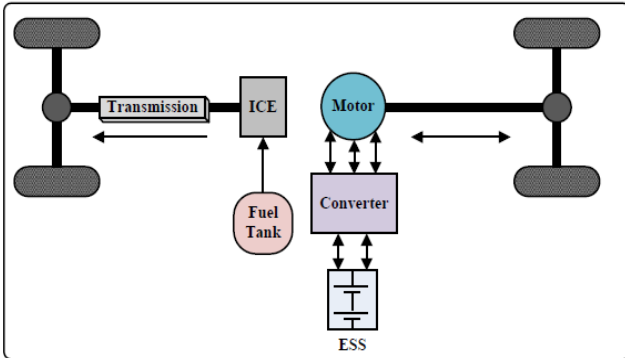 Transmission
ICE
Motor
Fuel
Tank
Converter
ESS